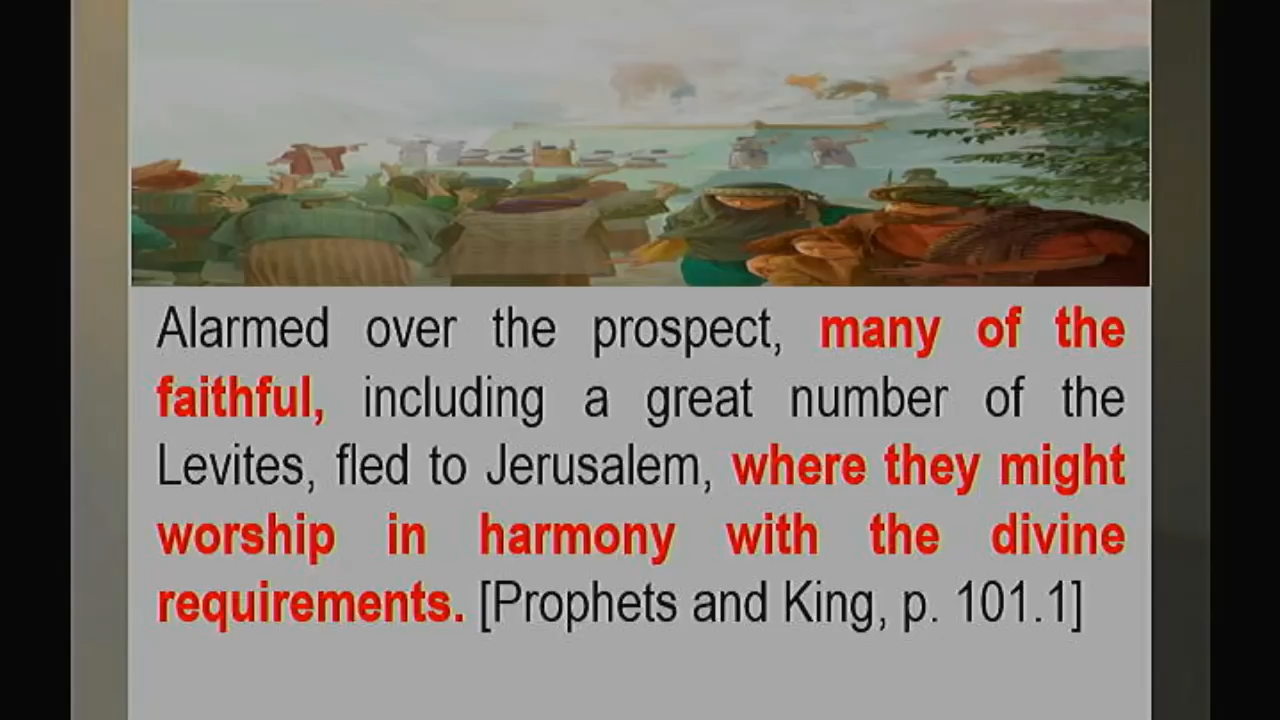 Alarmed over the prospect, many of the
faithful, including a great number of the
Levites, fled to Jerusalem, where they might
worship in harmony with the divine
requirements. [Prophets and King, p. 101.1]